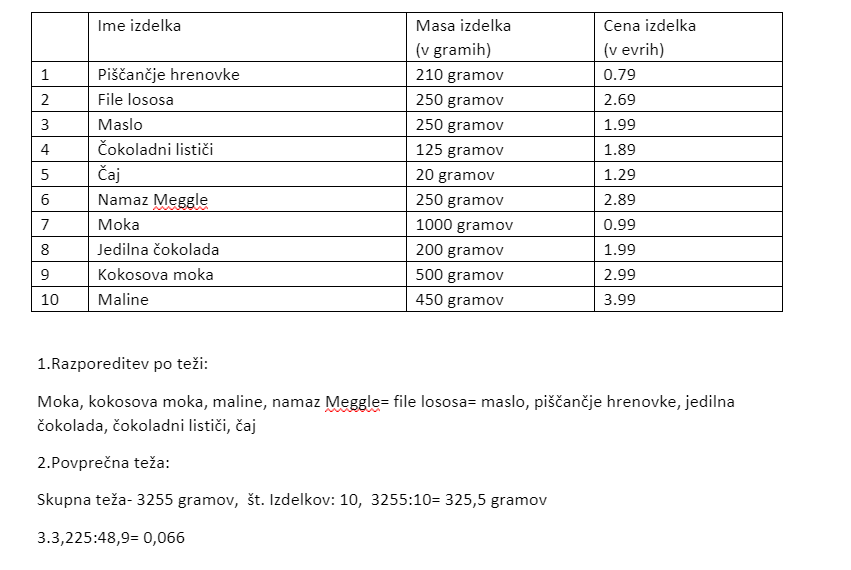 Ime izdelka Masa izdelka Cena izdelka
(v gramih) (v evrih)
1 Piščančje hrenovke 210 gramov 0.79
2 File lososa 250 gramov 2.69
3 Maslo 250 gramov 1.99
4 Čokoladni lističi 125 gramov 1.89
5 Čaj 20 gramov 1.29
6 Namaz Meggle 250 gramov 2.89
7 Moka 1000 gramov 0.99
8 Jedilna čokolada 200 gramov 1.99
9 Kokosova moka 500 gramov 2.99
10 Maline 450 gramov 3.99
1.Razporeditev po teži:
Moka, kokosova moka, maline, namaz Meggle= file lososa= maslo, piščančje hrenovke, jedilna
čokolada, čokoladni lističi, čaj
2.Povprečna teža:
Skupna teža- 3255 gramov, št. Izdelkov: 10, 3255:10= 325,5 gramov
3.3,225:48,9= 0,066